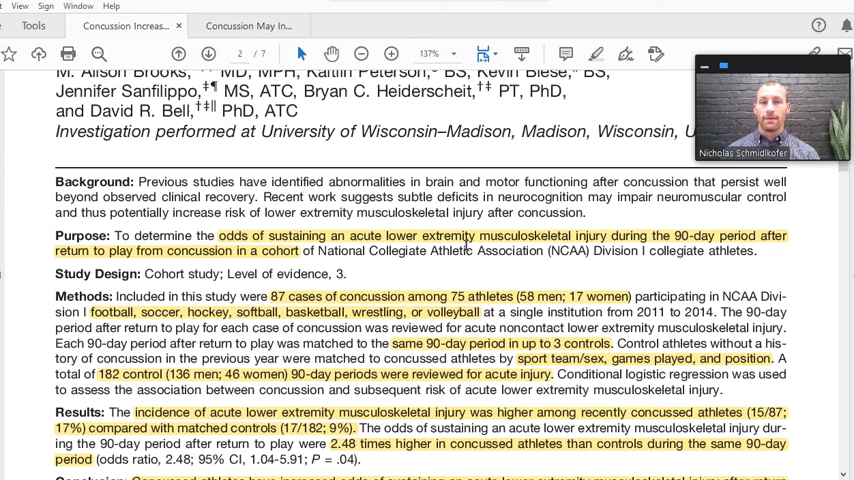 View Sign Window Help
Tools Concussion Increas... × Concussion May In...
2 / 7 137%
M. Alison Brooks, MD, MPH, Kaitlin Peterson, BS, Kevin Biese, BS,
Jennifer Sanfilippo,‡¶ MS, ATC, Bryan C. Heiderscheit,†‡ PT, PhD,
and David R. Bell,†‡|| PhD, ATC
Investigation performed at University of Wisconsin–Madison, Madison, Wisconsin, U
Nicholas Schmidlkofer
Background: Previous studies have identified abnormalities in brain and motor functioning after concussion that persist well
beyond observed clinical recovery. Recent work suggests subtle deficits in neurocognition may impair neuromuscular control
and thus potentially increase risk of lower extremity musculoskeletal injury after concussion.
Purpose: To determine the odds of sustaining an acute lower extremity musculoskeletal injury during the 90-day period after
return to play from concussion in a cohort of National Collegiate Athletic Association (NCAA) Division I collegiate athletes.
Study Design: Cohort study; Level of evidence, 3.
Methods: Included in this study were 87 cases of concussion among 75 athletes (58 men; 17 women) participating in NCAA Divi-
sion I football, soccer, hockey, softball, basketball, wrestling, or volleyball at a single institution from 2011 to 2014. The 90-day
period after return to play for each case of concussion was reviewed for acute noncontact lower extremity musculoskeletal injury.
Each 90-day period after return to play was matched to the same 90-day period in up to 3 controls. Control athletes without a his-
tory of concussion in the previous year were matched to concussed athletes by sport team/sex, games played, and position. A
total of 182 control (136 men; 46 women) 90-day periods were reviewed for acute injury. Conditional logistic regression was used
to assess the association between concussion and subsequent risk of acute lower extremity musculoskeletal injury.
Results: The incidence of acute lower extremity musculoskeletal injury was higher among recently concussed athletes (15/87;
17%) compared with matched controls (17/182; 9%). The odds of sustaining an acute lower extremity musculoskeletal injury dur-
ing the 90-day period after return to play were 2.48 times higher in concussed athletes than controls during the same 90-day
period (odds ratio, 2.48; 95% CI, 1.04-5.91; P = .04).
Conclusion: Concussed athletes have increased odds of sustaining an acute lower extremity musculoskeletal injury after return